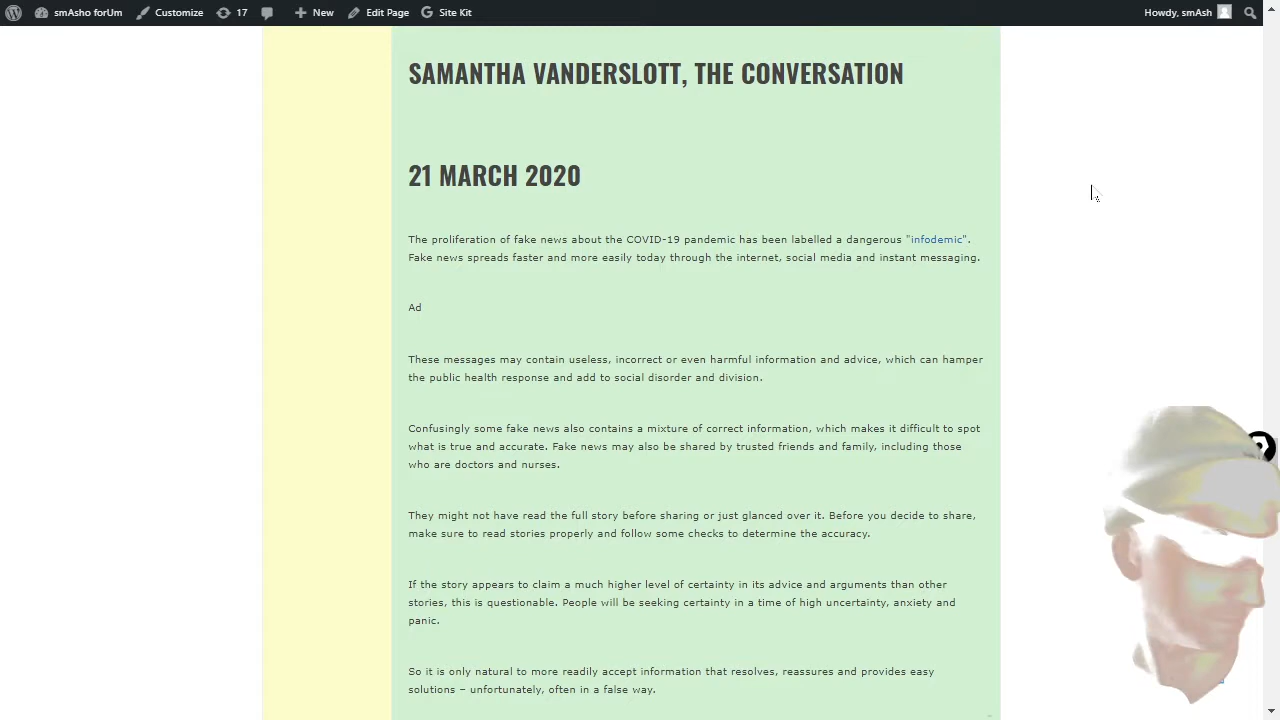 smAsho forUm Customize 17 New Edit Page Site Kit Howdy, smAsh
SAMANTHA VANDERSLOTT, THE CONVERSATION
21 MARCH 2020
The proliferation of fake news about the COVID-19 pandemic has been labelled a dangerous "infodemic".
Fake news spreads faster and more easily today through the internet, social media and instant messaging.
Ad
These messages may contain useless, incorrect or even harmful information and advice, which can hamper
the public health response and add to social disorder and division.
Confusingly some fake news also contains a mixture of correct information, which makes it difficult to spot
what is true and accurate. Fake news may also be shared by trusted friends and family, including those
who are doctors and nurses.
They might not have read the full story before sharing or just glanced over it. Before you decide to share,
make sure to read stories properly and follow some checks to determine the accuracy.
If the story appears to claim a much higher level of certainty in its advice and arguments than other
stories, this is questionable. People will be seeking certainty in a time of high uncertainty, anxiety and
panic.
So it is only natural to more readily accept information that resolves, reassures and provides easy
solutions – unfortunately, often in a false way.